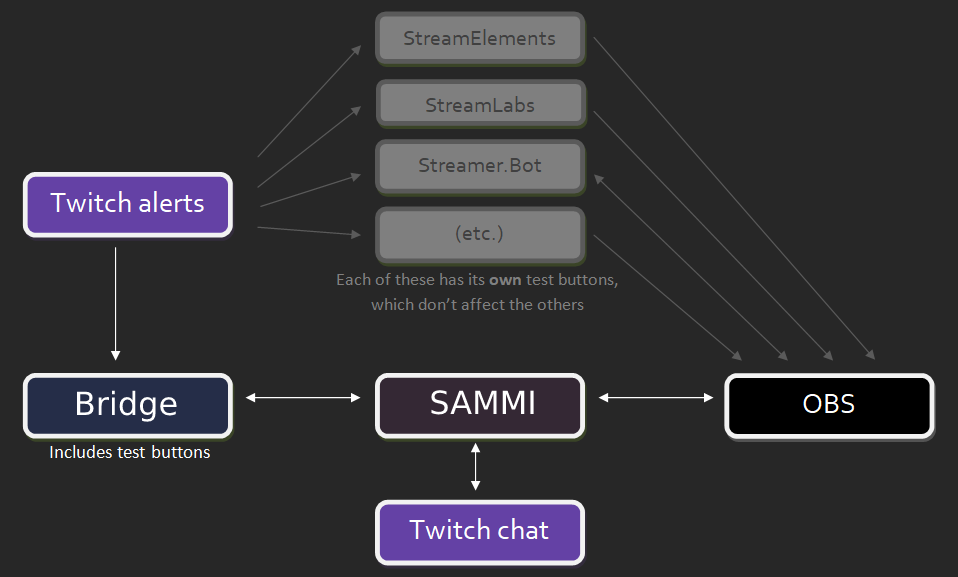 StreamElements
StreamLabs
Streamer.Bot
Twitch alerts
(etc.)
Each of these has its own test buttons,
which don’t affect the others
Bridge
SAMMI
OBS
Includes test buttons
Twitch chat